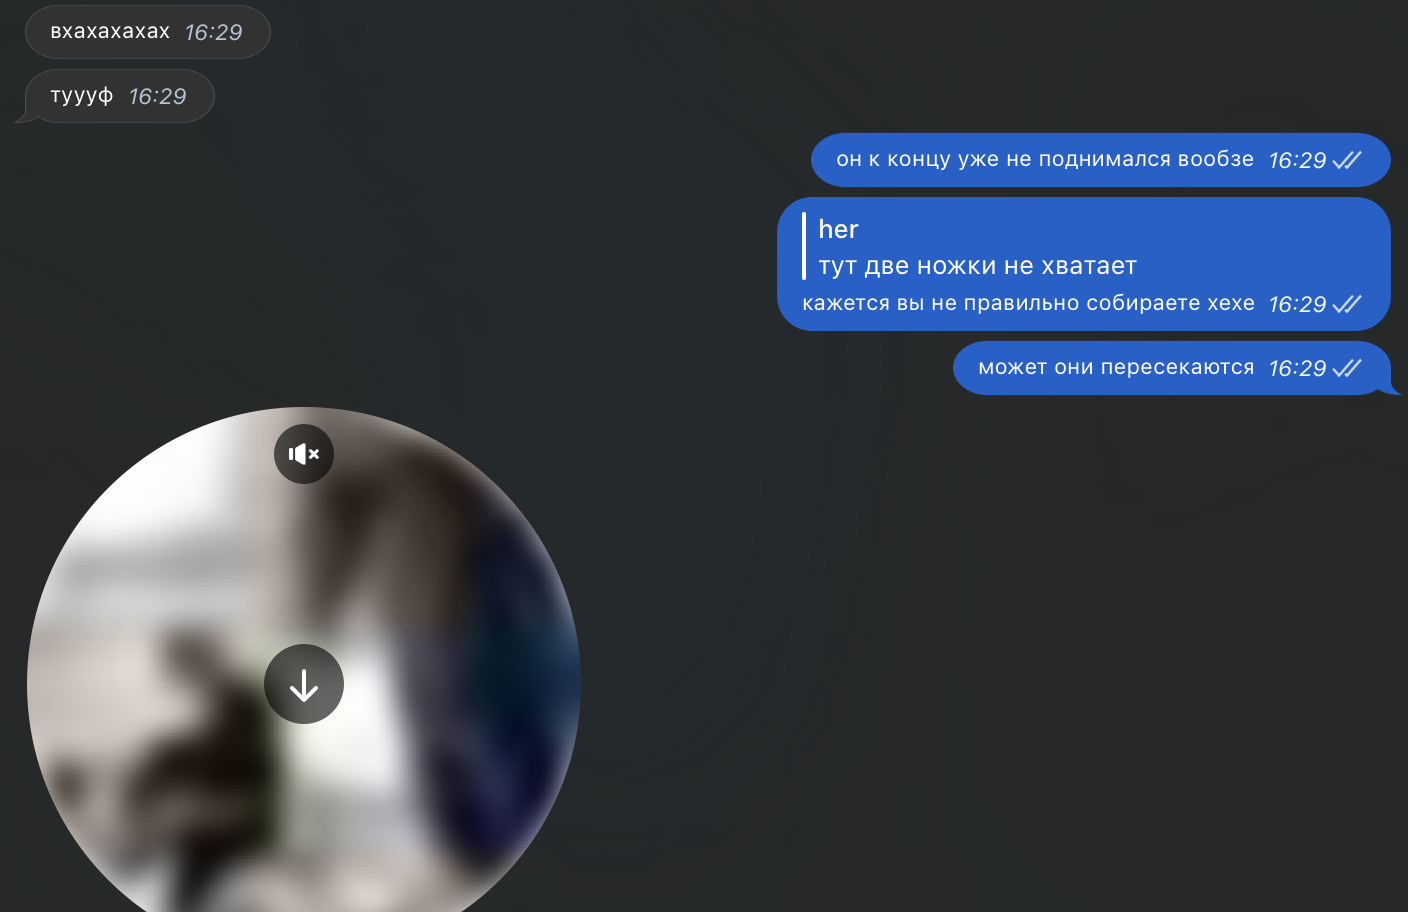 вхахахахах 16:29
туууф 16:29
он к концу уже не поднимался вообзе 16:29
her
тут две ножки не хватает
кажется вы не правильно собираете хехе 16:29
может они пересекаются 16:29